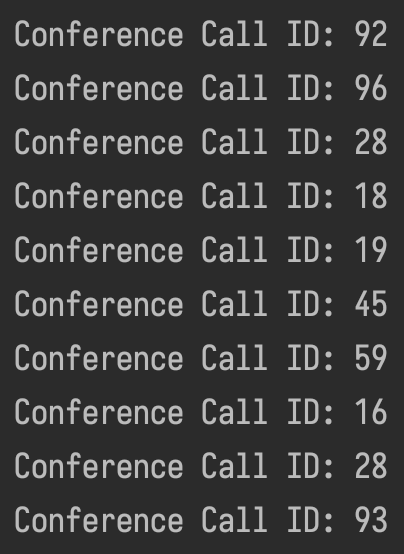 Conference Call ID: 92
Conference Call ID: 96
Conference Call ID: 28
Conference Call ID: 18
Conference Call ID: 19
Conference Call ID: 45
Conference Call ID: 59
Conference Call ID: 16
Conference Call ID: 28
Conference Call ID: 93